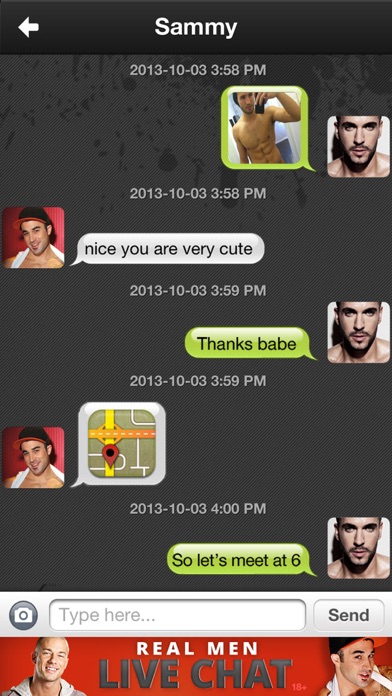 Sammy
2013-10-03 3:58 PM
2013-10-03 3:58 PM
nice you are very cute
2013-10-03 3:59 PM
Thanks babe
2013-10-03 3:59 PM
2013-10-03 4:00 PM
So let's meet at 6
Type here...
Send
REAL MEN
LIVE CHAT 18+